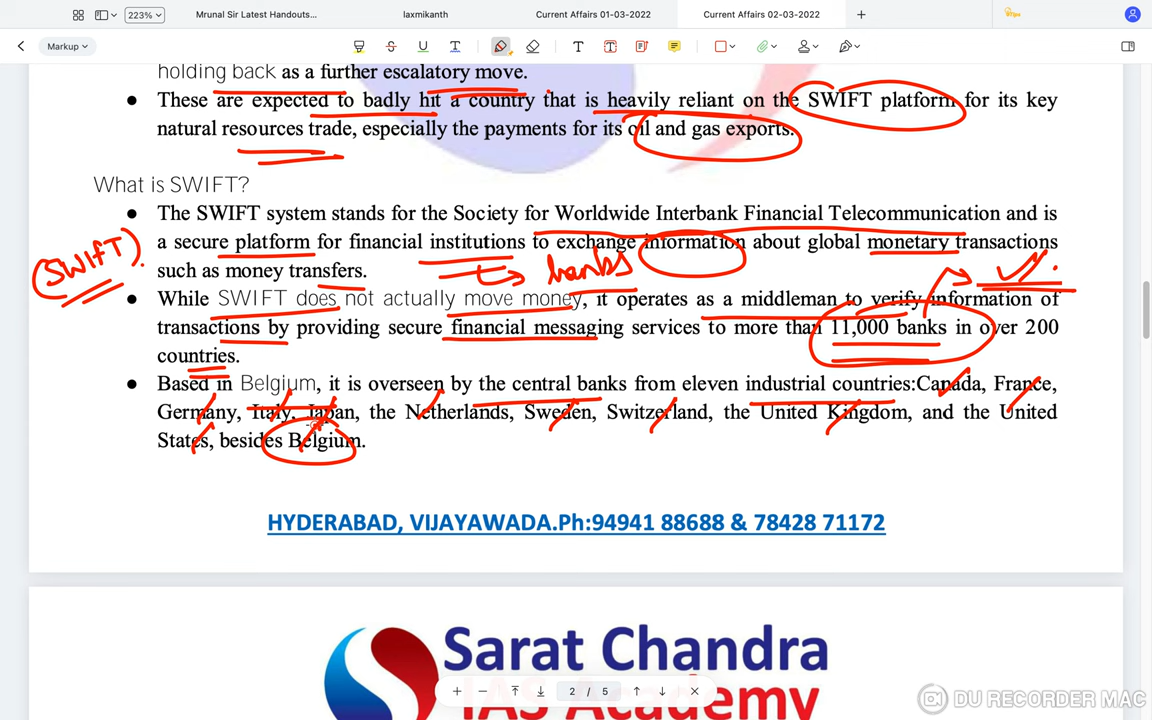 223%
Mrunal Sir Latest Handouts...
laxmikanth
Current Affairs 01-03-2022
Current Affairs 02-03-2022
Markup
holding back as a further escalatory move.
● These are expected to badly hit a country that is heavily reliant on the SWIFT platform for its key
natural resources trade, especially the payments for its oil and gas exports.
What is SWIFT?
● The SWIFT system stands for the Society for Worldwide Interbank Financial Telecommunication and is
a secure platform for financial institutions to exchange information about global monetary transactions
such as money transfers.
(SWIFT).
banks
● While SWIFT does not actually move money, it operates as a middleman to verify information of
transactions by providing secure financial messaging services to more than 11,000 banks in over 200
countries.
● Based in Belgium, it is overseen by the central banks from eleven industrial countries:Canada, France,
Germany, Italy, Japan, the Netherlands, Sweden, Switzerland, the United Kingdom, and the United
States, besides Belgium.
HYDERABAD, VIJAYAWADA.Ph:94941 88688 & 78428 71172
Sarat Chandra
IAS Academy
2 / 5
DU RECORDER MAC